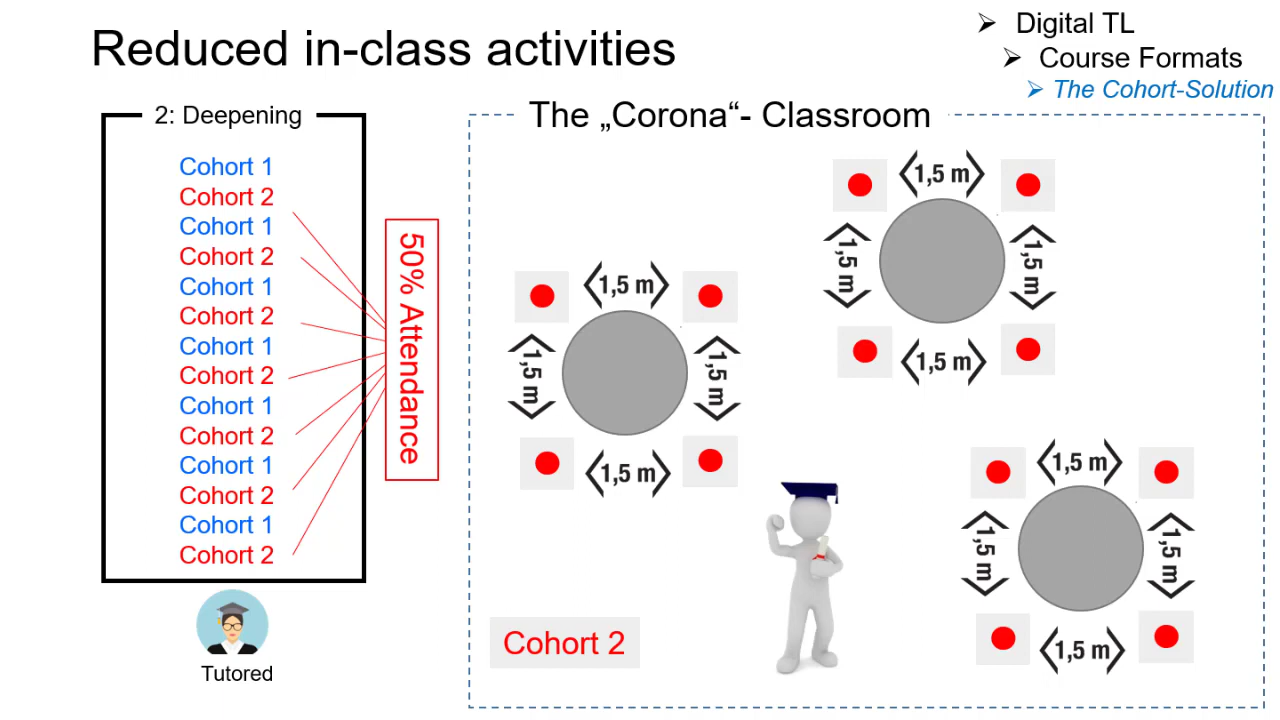 Reduced in-class activities
Digital TL
Course Formats
The Cohort-Solution
2: Deepening
Cohort 1
Cohort 2
Cohort 1
Cohort 2
Cohort 1
Cohort 2
Cohort 1
Cohort 2
Cohort 1
Cohort 2
Cohort 1
Cohort 2
Cohort 1
Cohort 2
Tutored
50% Attendance
The „Corona“- Classroom
1,5 m
1,5 m
1,5 m
1,5 m
1,5 m
1,5 m
1,5 m
1,5 m
1,5 m
1,5 m
1,5 m
1,5 m
Cohort 2